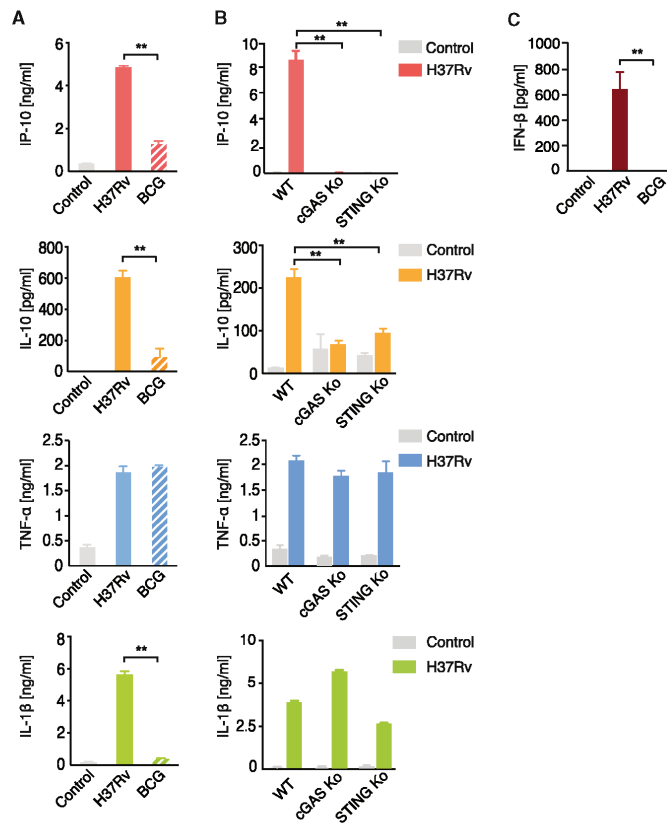 A
IP-10 [ng/ml]
6
4
2
0
**
Control
H37Rv
BCG
B
IP-10 [ng/ml]
10
8
6
4
2
0
**
**
WT
cGAS Ko
STING Ko
Control
H37Rv
C
IFN-β [pg/ml]
1000
800
600
400
200
0
**
Control
H37Rv
BCG
IL-10 [pg/ml]
800
600
400
200
0
**
Control
H37Rv
BCG
IL-10 [pg/ml]
300
200
100
0
**
**
WT
cGAS Ko
STING Ko
Control
H37Rv
TNF-α [ng/ml]
2.5
2
1.5
1
0.5
0
Control
H37Rv
BCG
TNF-α [ng/ml]
2.5
2
1.5
1
0.5
0
WT
cGAS Ko
STING Ko
Control
H37Rv
IL-1β [ng/ml]
8
6
4
2
0
**
Control
H37Rv
BCG
IL-1β [ng/ml]
10
5
2.5
0
WT
cGAS Ko
STING Ko
Control
H37Rv